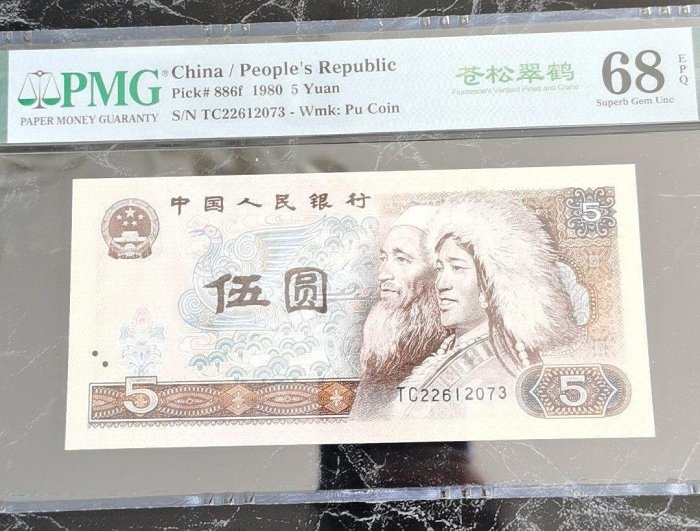 PMG
PAPER MONEY GUARANTY
China / People's Republic
Pick# 886f 1980 5 Yuan
S/N TC22612073 - Wmk: Pu Coin
苍松翠鹤
Fluorescent Verdant Pines and Crane
68
EPQ
Superb Gem Unc
中国人民银行
5
伍圆
5
TC22612073
5